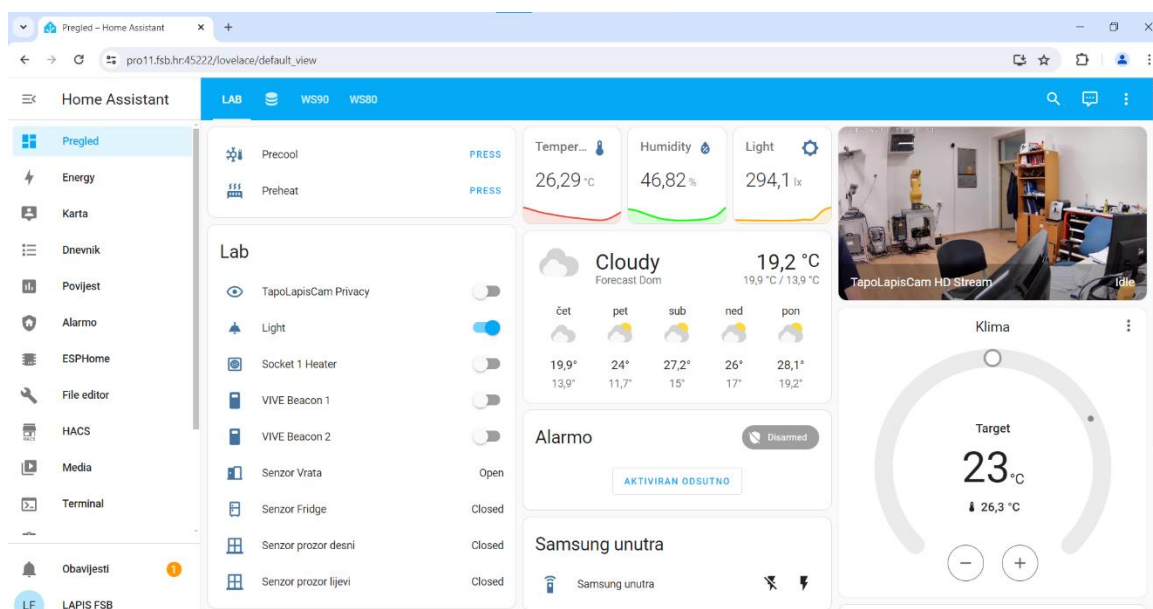 Pregled – Home Assistant
pro11.fsb.hr:45222/lovelace/default_view
Home Assistant
LAB WS90 WS80
Pregled
Energy
Karta
Dnevnik
Povijest
Alarmo
ESPHome
File editor
HACS
Media
Terminal
Obavijesti 1
LF LAPIS FSB
Precool PRESS
Preheat PRESS
Lab
TapoLapisCam Privacy
Light
Socket 1 Heater
VIVE Beacon 1
VIVE Beacon 2
Senzor Vrata Open
Senzor Fridge Closed
Senzor prozor desni Closed
Senzor prozor lijevi Closed
Temper...
26,29 °C
Humidity
46,82 %
Light
294,1 lx
Cloudy 19,2 °C
Forecast Dom 19,9 °C / 13,9 °C
čet pet sub ned pon
19,9° 24° 27,2° 26° 28,1°
13,9° 11,7° 15° 17° 19,2°
Alarmo Disarmed
AKTIVIRAN ODSUTNO
Samsung unutra
Samsung unutra
TapoLapisCam HD Stream Idle
Klima
Target
23 °C
26,3 °C